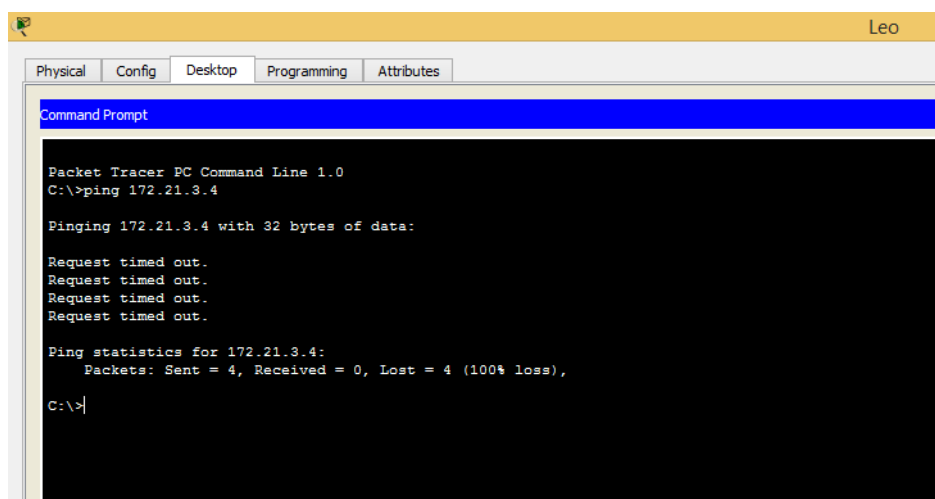 Leo
Physical Config Desktop Programming Attributes
Command Prompt
Packet Tracer PC Command Line 1.0
C:\>ping 172.21.3.4
Pinging 172.21.3.4 with 32 bytes of data:
Request timed out.
Request timed out.
Request timed out.
Request timed out.
Ping statistics for 172.21.3.4:
Packets: Sent = 4, Received = 0, Lost = 4 (100% loss),
C:\>